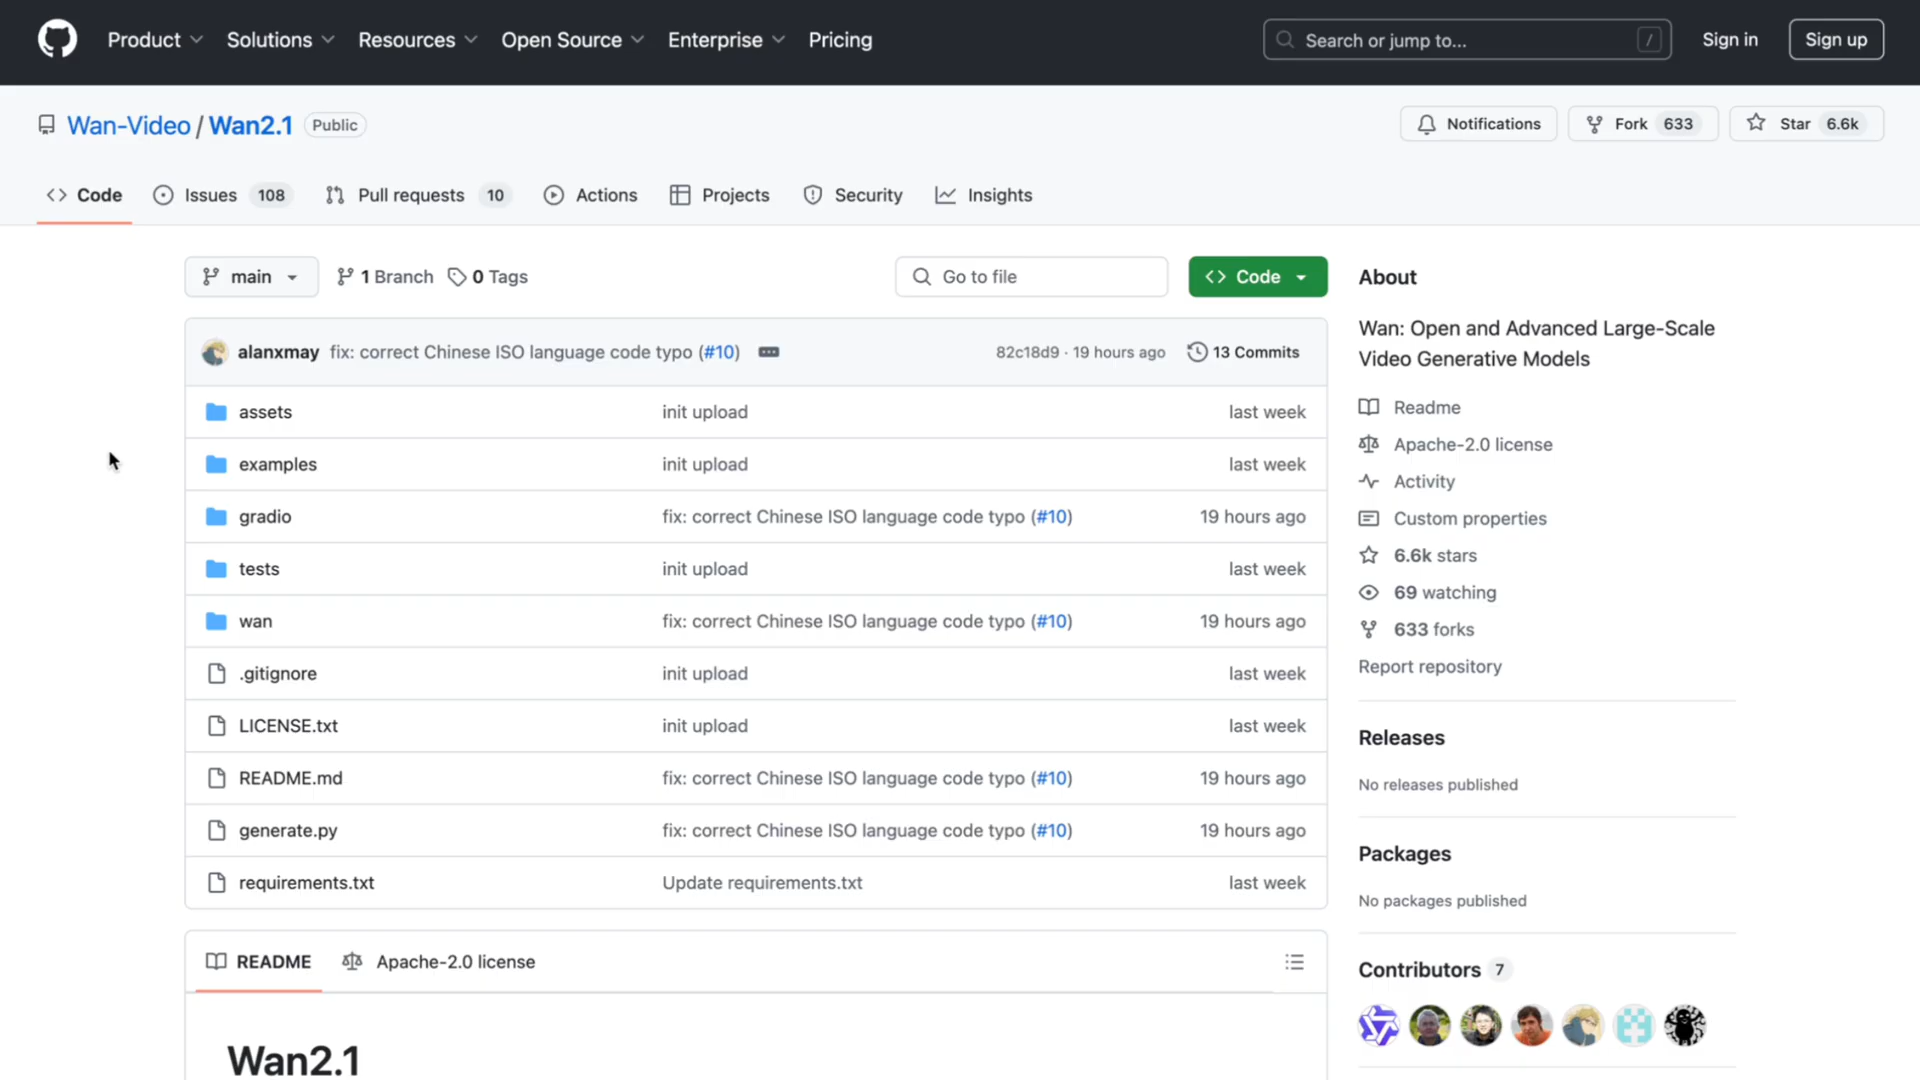 Product Solutions Resources Open Source Enterprise Pricing Search or jump to... / Sign in Sign up
Wan-Video / Wan2.1 Public Notifications Fork 633 Star 6.6k
Code Issues 108 Pull requests 10 Actions Projects Security Insights
main 1 Branch 0 Tags Go to file Code
alanxmay fix: correct Chinese ISO language code typo (#10) 82c18d9 · 19 hours ago 13 Commits
assets init upload last week
examples init upload last week
gradio fix: correct Chinese ISO language code typo (#10) 19 hours ago
tests init upload last week
wan fix: correct Chinese ISO language code typo (#10) 19 hours ago
.gitignore init upload last week
LICENSE.txt init upload last week
README.md fix: correct Chinese ISO language code typo (#10) 19 hours ago
generate.py fix: correct Chinese ISO language code typo (#10) 19 hours ago
requirements.txt Update requirements.txt last week
README Apache-2.0 license
Wan2.1
About
Wan: Open and Advanced Large-Scale
Video Generative Models
Readme
Apache-2.0 license
Activity
Custom properties
6.6k stars
69 watching
633 forks
Report repository
Releases
No releases published
Packages
No packages published
Contributors 7